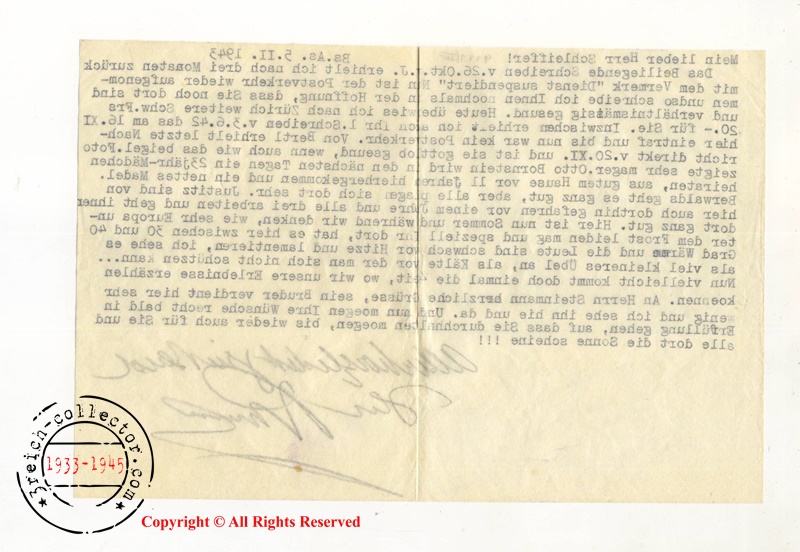 Mein lieber Herr Schleiffer! Bs.As. 5.II.1943
Das Beiliegende Schreiben v.26.Okt.v.J. erhielt ich nach drei Monaten zurück
mit dem Vermerk "Dienst suspendiert" Nun ist der Postverkehr wieder aufgenom-
men undso schreibe ich Ihnen nochmals in der Hoffnung, dass Sie noch dort sind
und verhältnismässig gesund. Heute überwies ich nach Zürich weitere Schw.Frs
20.- für Sie. Inzwischen erhielt ich auch Ihr l.Schreiben v.3.6.42 das am 16.XI
hier eintraf und bis nun war kein Postverkehr. Von Bertl erhielt letzte Nach-
richt direkt v.20.XI. und ist sie gottlob gesund, wenn auch wie das beigel.Foto
zeigte sehr mager.Otto Bornstein wird in den nächsten Tagen ein 23jähr-Mädchen
heiraten, aus gutem Hause vor 11 Jahren hierhergekommen und ein nettes Madel.
Berwalds geht es ganz gut, aber alle plagen sich dort sehr. Justitz sind von
hier auch dorthin gefahren vor einem Jahre und alle drei arbeiten und geht ihner
dort ganz gut. Hier ist nun Sommer und während wir denken, wie sehr Europa un-
ter dem Frost leiden mag und speziell Ihr dort, hat es hier zwischen 30 und 40
Grad Wärme und die Leute sind schwach vor Hitze und lamentieren, ich sehe es
als viel kleineres Übel an, als Kälte vor der man sich nicht schützen kann...
Nun vielleicht kommt doch einmal die Zeit, wo wir unsere Erlebnisse erzählen
koennen. An Herrn Steinmann herzliche Grüsse, sein Bruder verdient hier sehr
wenig und ich sehe ihn hie und da. Und nun moegen Ihre Wünsche recht bald in
Erfüllung gehen, auf dass Sie durchhalten moegen, bis wieder auch für Sie und
alle dort die Sonne scheine !!!
3reich-collector.com
1933-1945
Copyright © All Rights Reserved